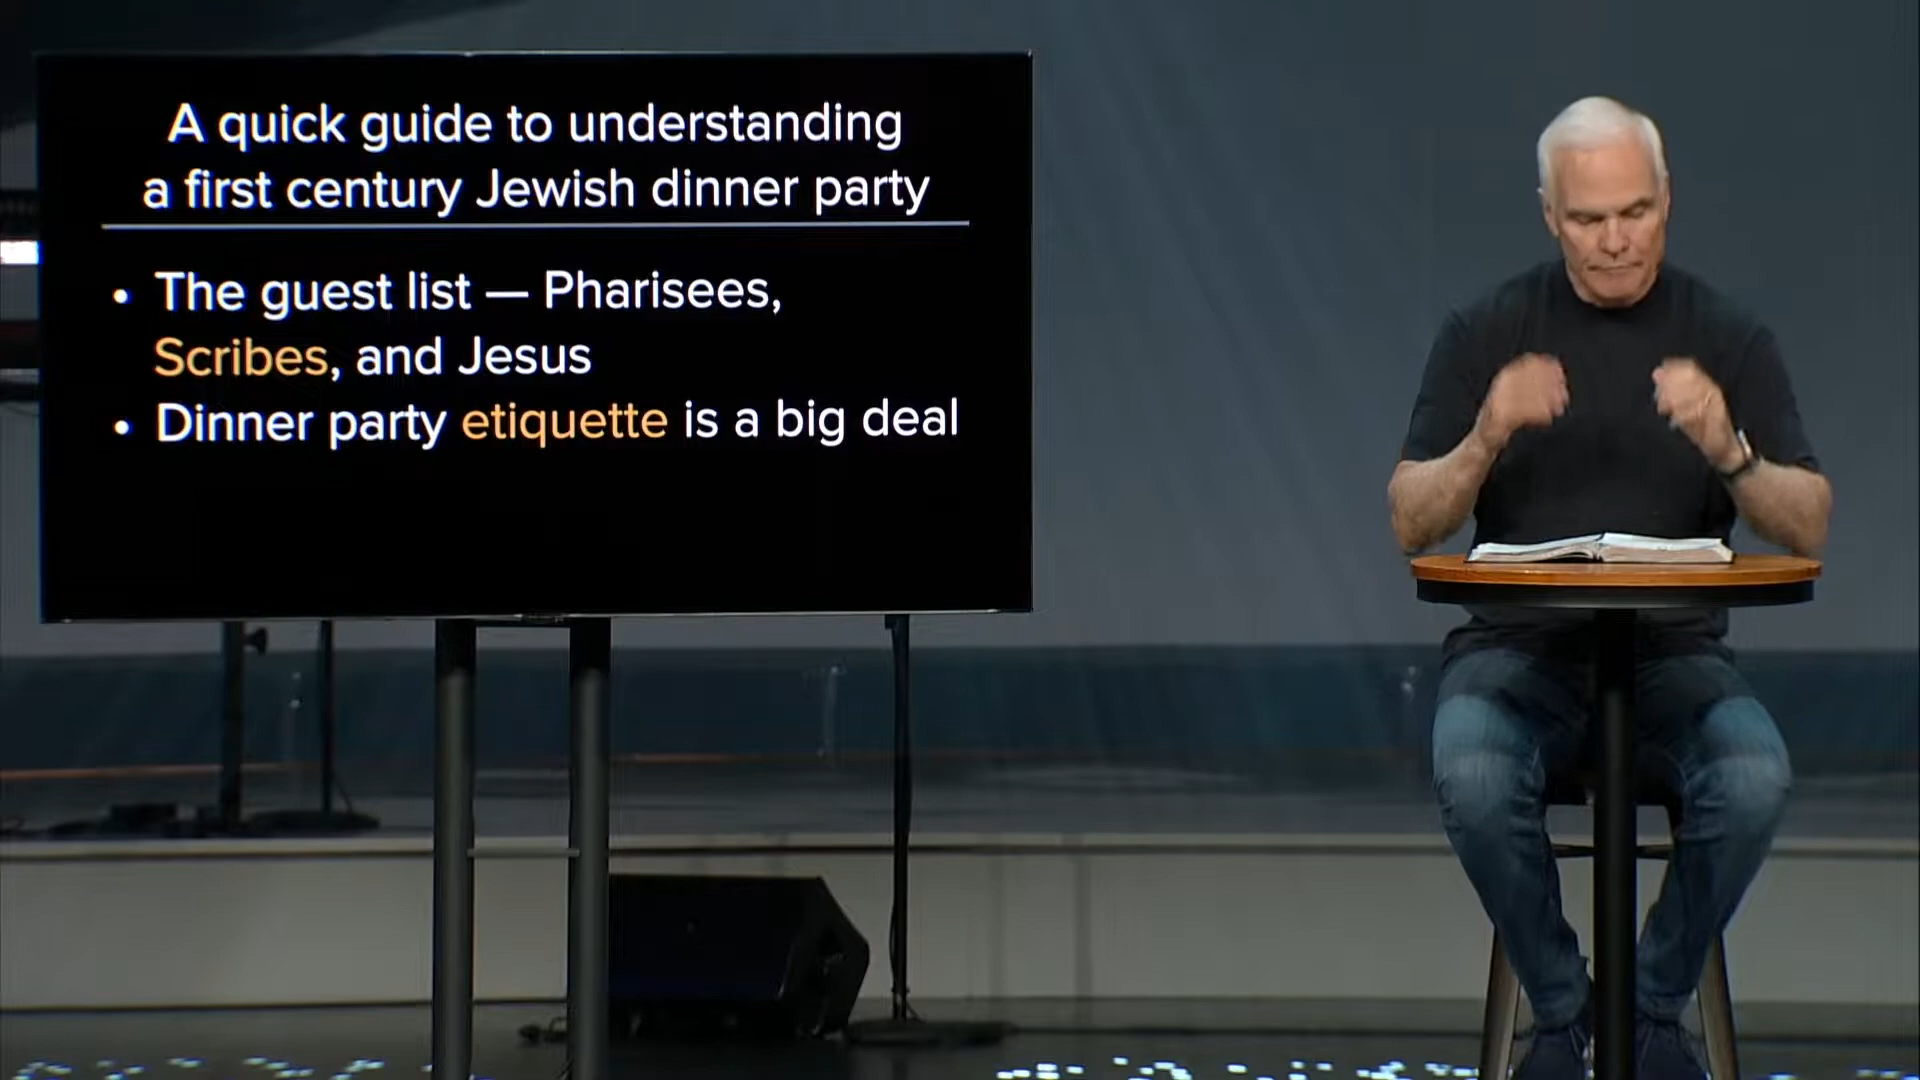 A quick guide to understanding
a first century Jewish dinner party
• The guest list — Pharisees,
Scribes, and Jesus
• Dinner party etiquette is a big deal